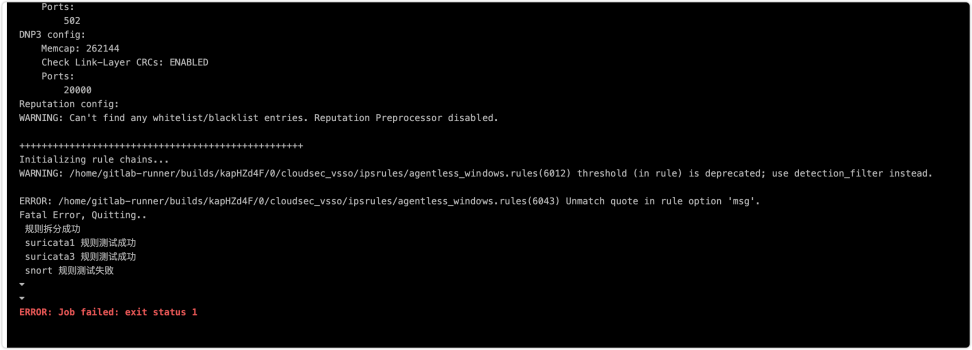 Ports:
502
DNP3 config:
Memcap: 262144
Check Link-Layer CRCs: ENABLED
Ports:
20000
Reputation config:
WARNING: Can't find any whitelist/blacklist entries. Reputation Preprocessor disabled.
+++++++++++++++++++++++++++++++++++++++++++++++++++
Initializing rule chains...
WARNING: /home/gitlab-runner/builds/kapHZd4F/0/cloudsec_vsso/ipsrules/agentless_windows.rules(6012) threshold (in rule) is deprecated; use detection_filter instead.
ERROR: /home/gitlab-runner/builds/kapHZd4F/0/cloudsec_vsso/ipsrules/agentless_windows.rules(6043) Unmatch quote in rule option 'msg'.
Fatal Error, Quitting..
规则拆分成功
suricata1 规则测试成功
suricata3 规则测试成功
snort 规则测试失败
ERROR: Job failed: exit status 1